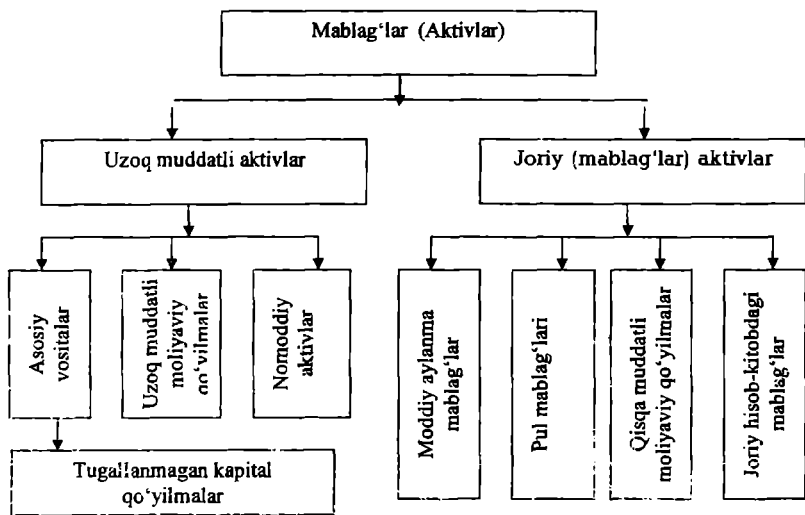 Mablag‘lar (Aktivlar)
Uzoq muddatli aktivlar
Joriy (mablag‘lar) aktivlar
Asosiy
vositalar
Uzoq muddatli
moliyaviy
qo‘yilmalar
Nomoddiy
aktivlar
Moddiy aylanma
mablag‘lar
Pul mablag‘lari
Qisqa muddatli
moliyaviy qo‘yilmalar
Joriy hisob-kitobdagi
mablag‘lar
Tugallanmagan kapital
qo‘yilmalar